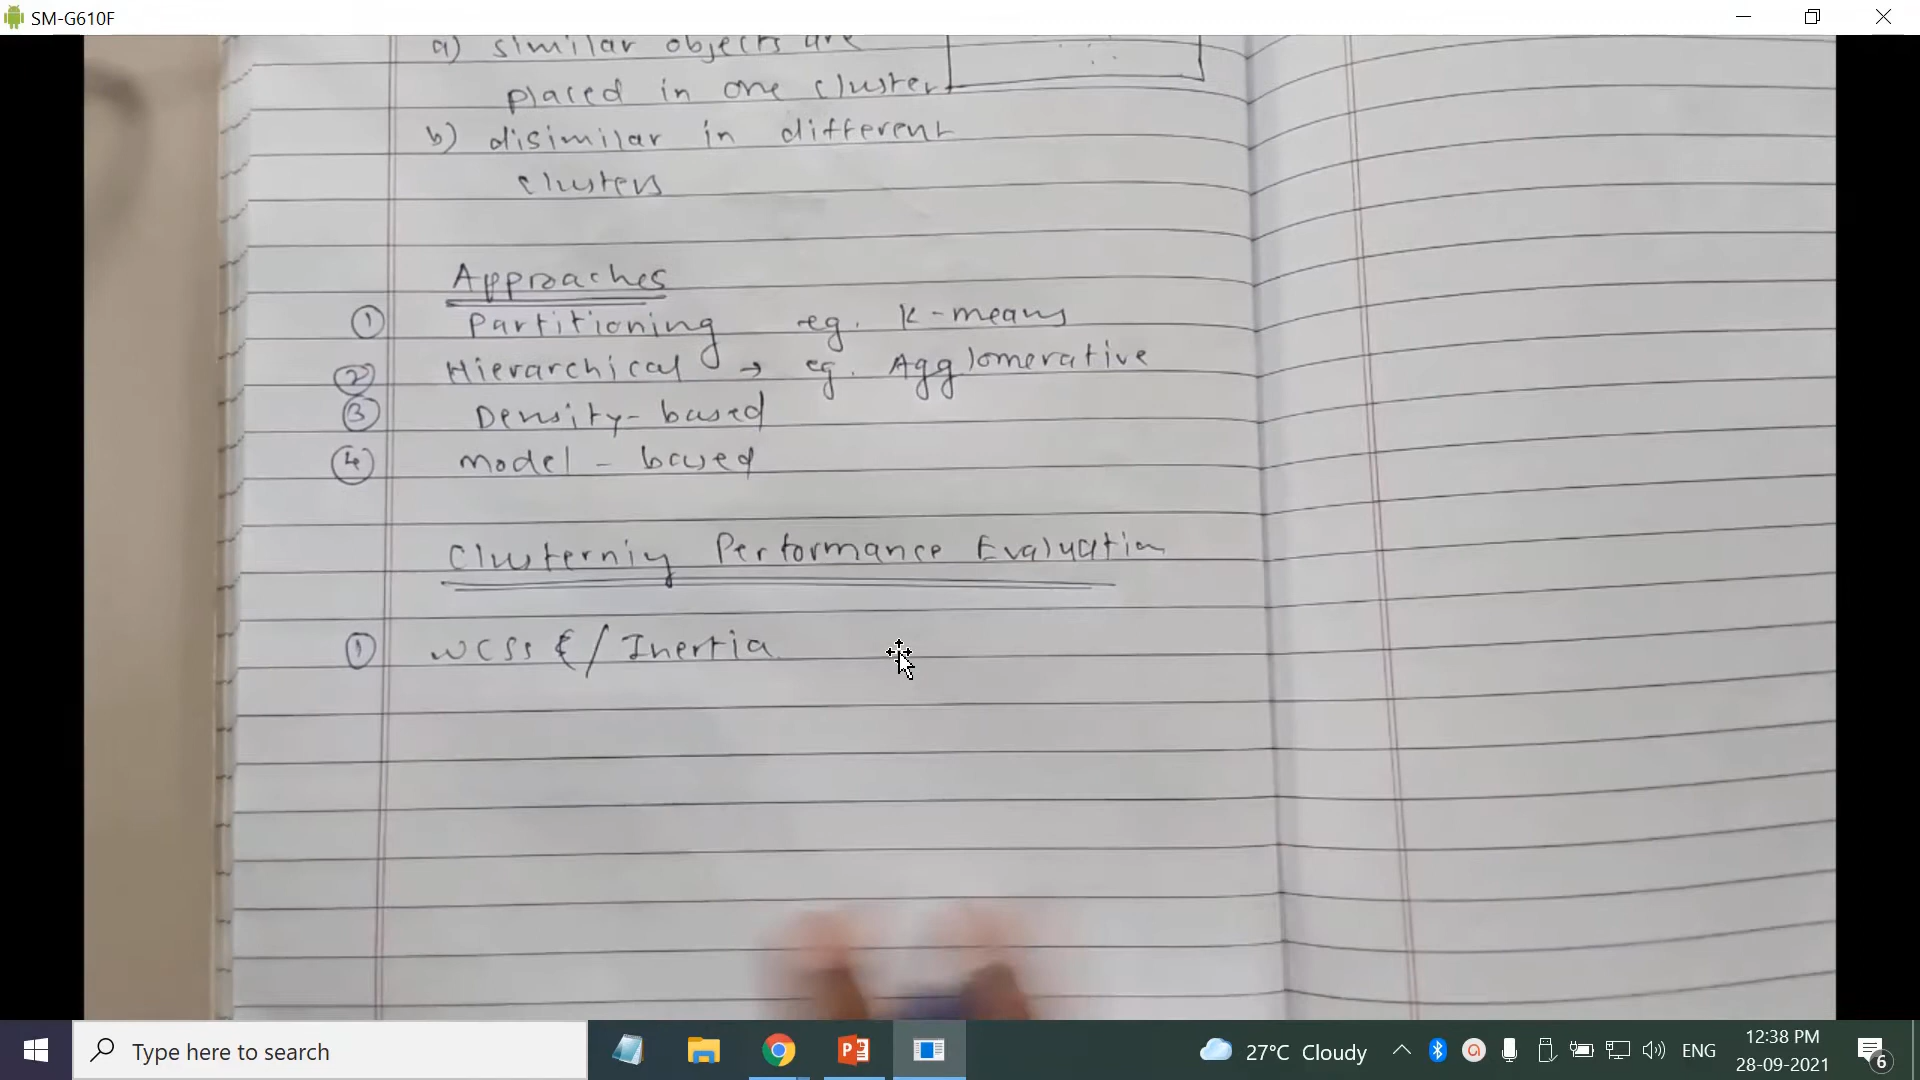 SM-G610F
a) similar objects are
placed in one cluster
b) disimilar in different
clusters
Approaches
① Partitioning eg. K-means
② Hierarchical → eg. Agglomerative
③ Density-based
④ Model-based
Clusterniy Performance Evaluation
① WCSS / Inertia
Type here to search
27°C Cloudy
ENG
12:38 PM
28-09-2021
6